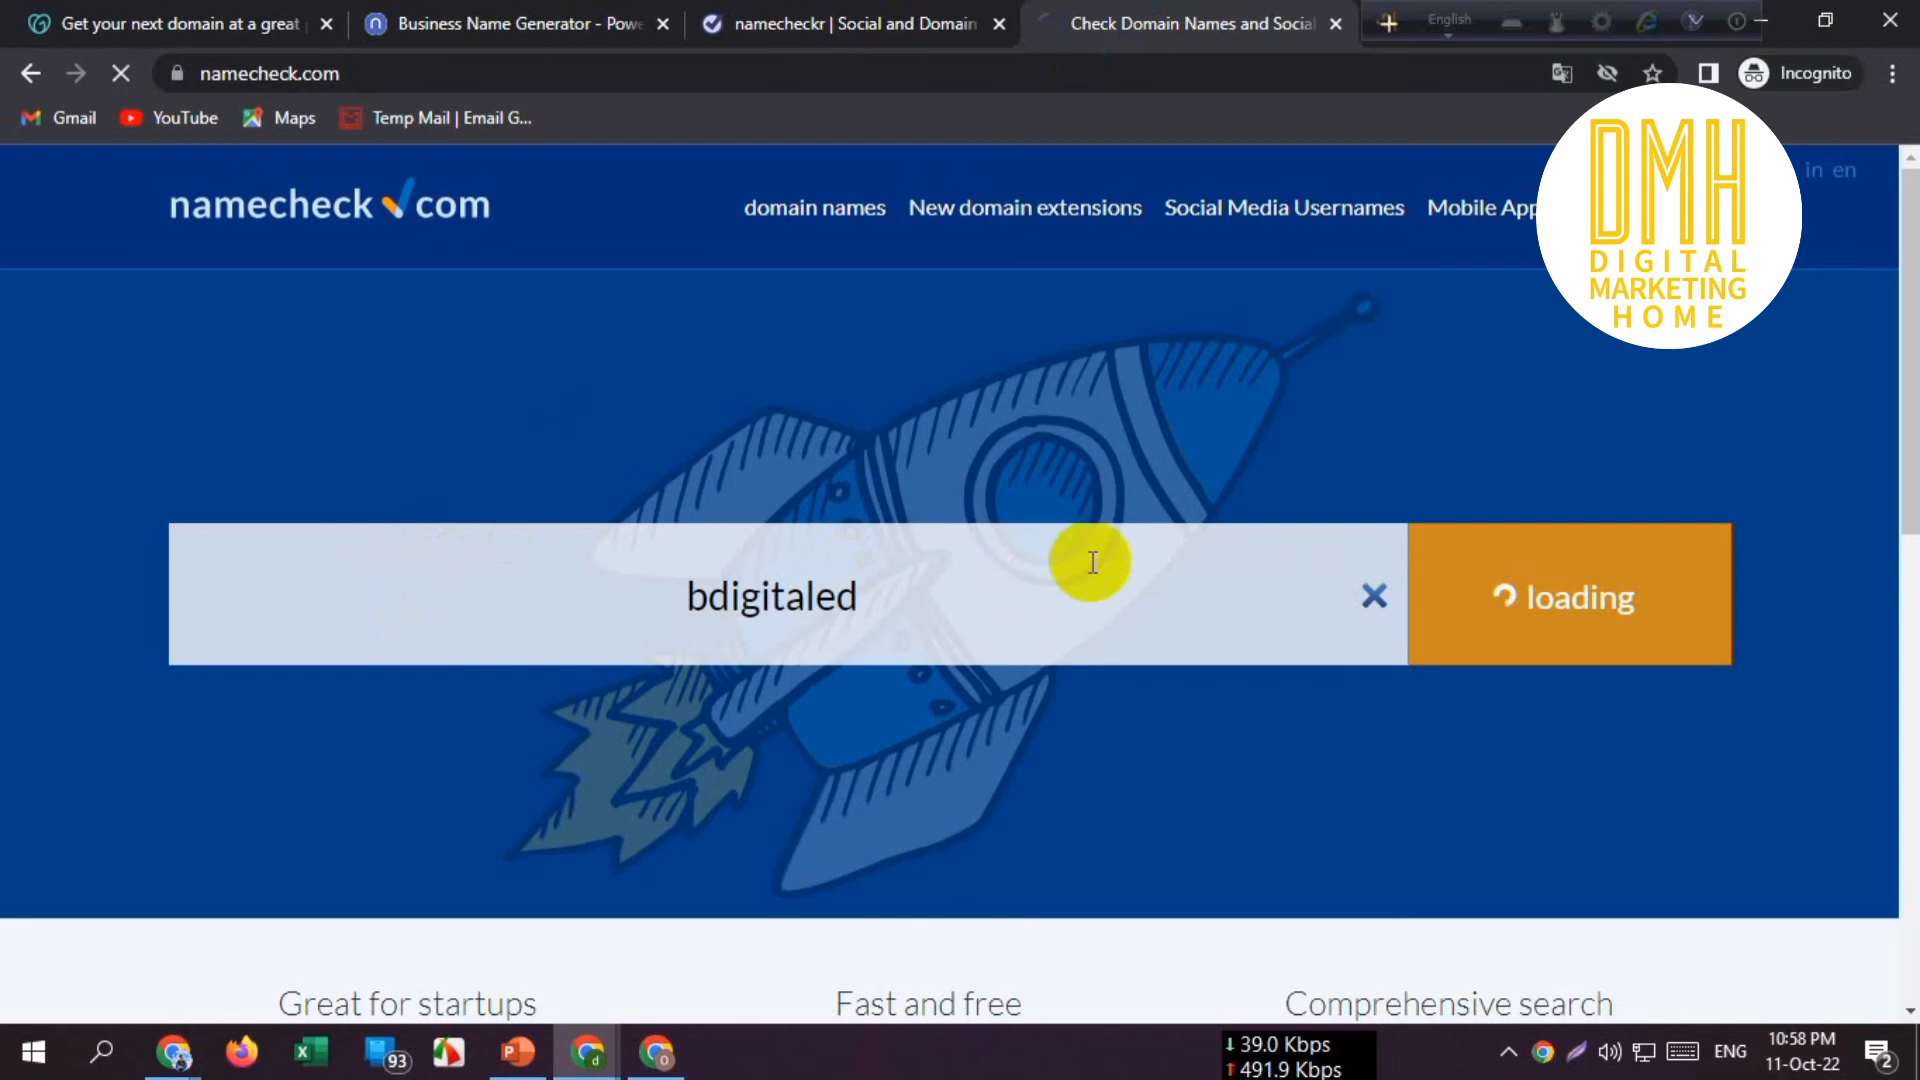 Get your next domain at a great
Business Name Generator - Powe
namecheckr | Social and Domain
Check Domain Names and Social
English
namecheck.com
Incognito
Gmail
YouTube
Maps
Temp Mail | Email G...
namecheck com
domain names
New domain extensions
Social Media Usernames
Mobile App
in en
DMH
DIGITAL
MARKETING
HOME
bdigitaled
loading
Great for startups
Fast and free
Comprehensive search
93
↓ 39.0 Kbps
↑ 491.9 Kbps
ENG
10:58 PM
11-Oct-22
2